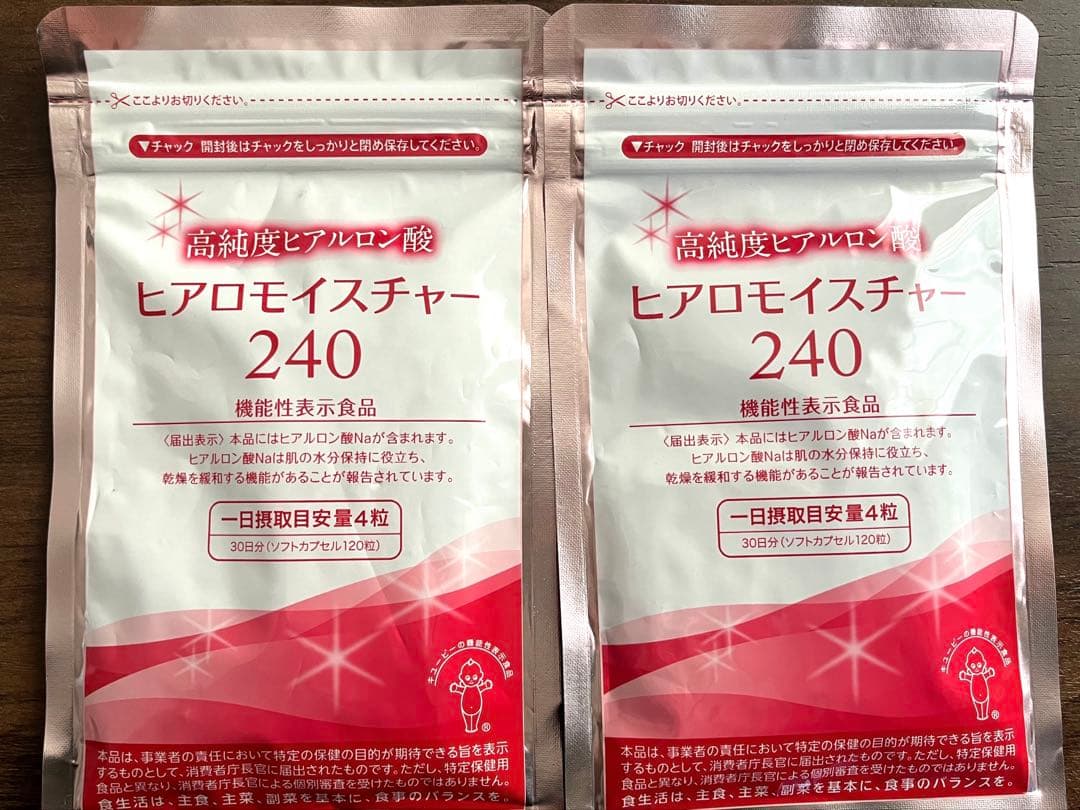 ここよりお切りください。
▼チャック 開封後はチャックをしっかりと閉め保存してください。
高純度ヒアルロン酸
ヒアロモイスチャー
240
機能性表示食品
〈届出表示〉本品にはヒアルロン酸Naが含まれます。
ヒアルロン酸Naは肌の水分保持に役立ち、
乾燥を緩和する機能があることが報告されています。
一日摂取目安量4粒
30日分(ソフトカプセル120粒)
キユーピーの機能性表示食品
®
本品は、事業者の責任において特定の保健の目的が期待できる旨を表示
するものとして、消費者庁長官に届出されたものです。ただし、特定保健用
食品と異なり、消費者庁長官による個別審査を受けたものではありません。
食生活は、主食、主菜、副菜を基本に、食事のバランスを。
ここよりお切りください。
▼チャック 開封後はチャックをしっかりと閉め保存してください。
高純度ヒアルロン酸
ヒアロモイスチャー
240
機能性表示食品
〈届出表示〉本品にはヒアルロン酸Naが含まれます。
ヒアルロン酸Naは肌の水分保持に役立ち、
乾燥を緩和する機能があることが報告されています。
一日摂取目安量4粒
30日分(ソフトカプセル120粒)
キユーピーの機能性表示食品
®
本品は、事業者の責任において特定の保健の目的が期待できる旨を表示
するものとして、消費者庁長官に届出されたものです。ただし、特定保健用
食品と異なり、消費者庁長官による個別審査を受けたものではありません。
食生活は、主食、主菜、副菜を基本に、食事のバランスを。